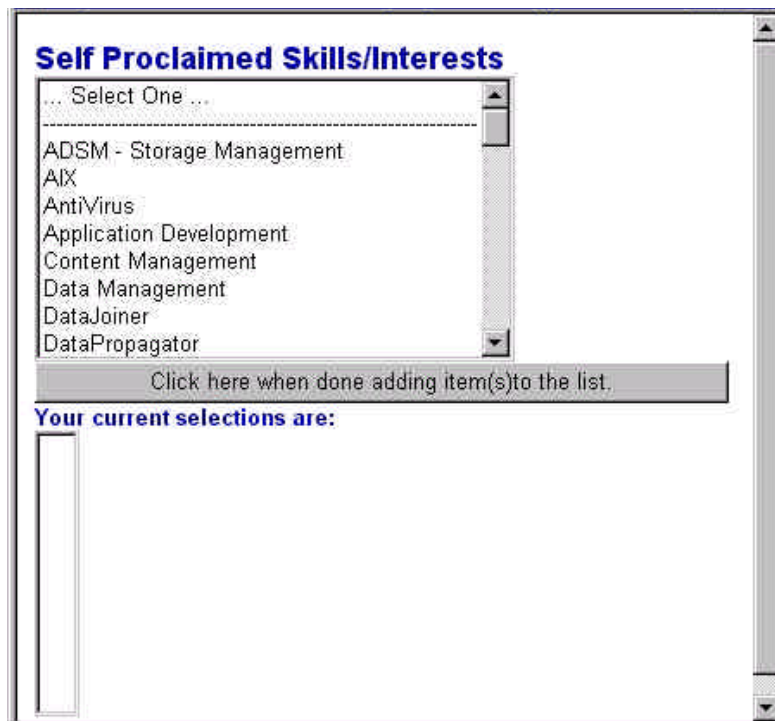 Self Proclaimed Skills/Interests
... Select One ...
------------------------------------------------------------------------
ADSM - Storage Management
AIX
AntiVirus
Application Development
Content Management
Data Management
DataJoiner
DataPropagator
Click here when done adding item(s)to the list.
Your current selections are: